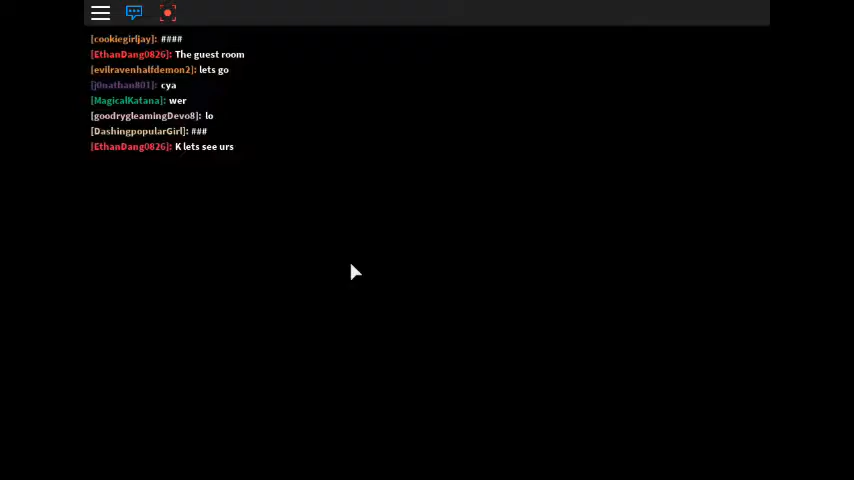 [cookiegirljay]: ####
[EthanDang0826]: The guest room
[evilravenhalfdemon2]: lets go
[j0nathan801]: cya
[MagicalKatana]: wer
[goodrygleamingDevo8]: lo
[DashingpopularGirl]: ###
[EthanDang0826]: K lets see urs